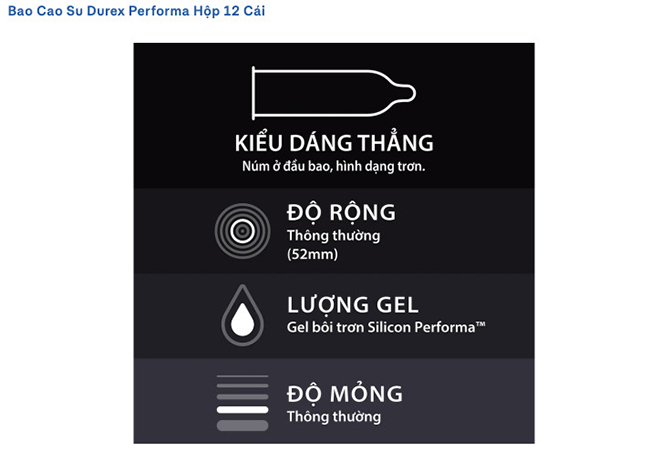 Bao Cao Su Durex Performa Hộp 12 Cái
KIỂU DÁNG THẲNG
Núm ở đầu bao, hình dạng trơn.
ĐỘ RỘNG
Thông thường
(52mm)
LƯỢNG GEL
Gel bôi trơn Silicon Performa™
ĐỘ MỎNG
Thông thường